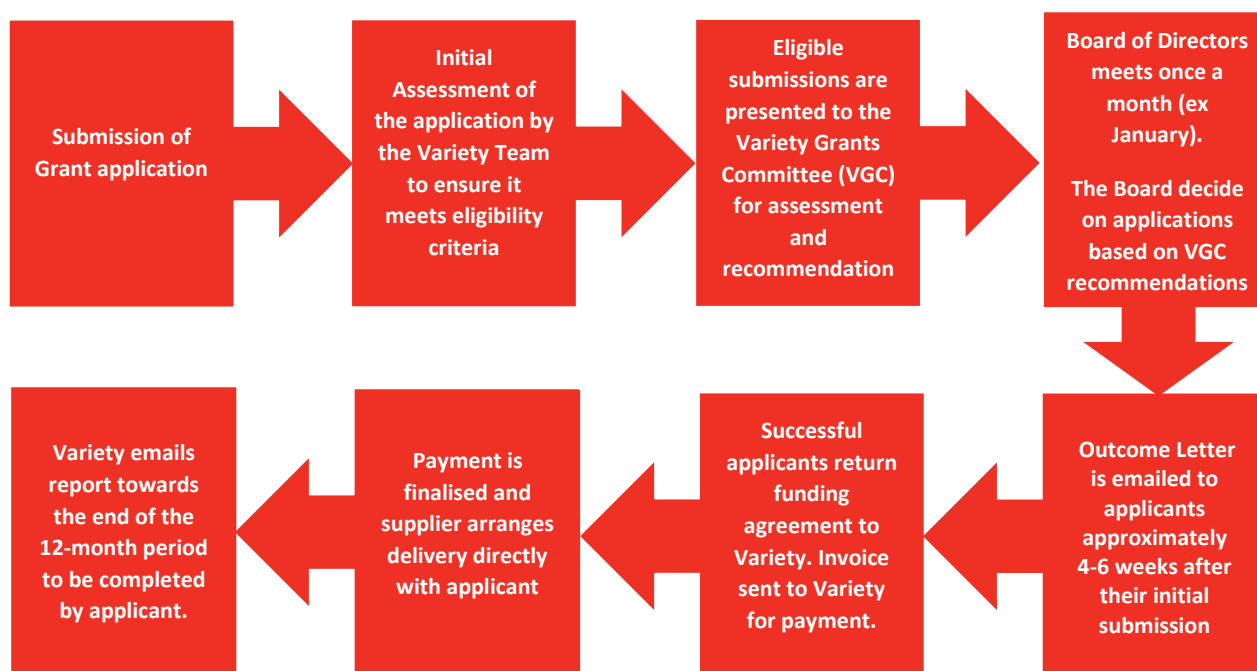 Submission of
Grant application
Initial
Assessment of
the application by
the Variety Team
to ensure it
meets eligibility
criteria
Eligible
submissions are
presented to the
Variety Grants
Committee (VGC)
for assessment
and
recommendation
Board of Directors
meets once a
month (ex
January).
The Board decide
on applications
based on VGC
recommendations
Outcome Letter
is emailed to
applicants
approximately
4-6 weeks after
their initial
submission
Successful
applicants return
funding
agreement to
Variety. Invoice
sent to Variety
for payment.
Payment is
finalised and
supplier arranges
delivery directly
with applicant
Variety emails
report towards
the end of the
12-month period
to be completed
by applicant.